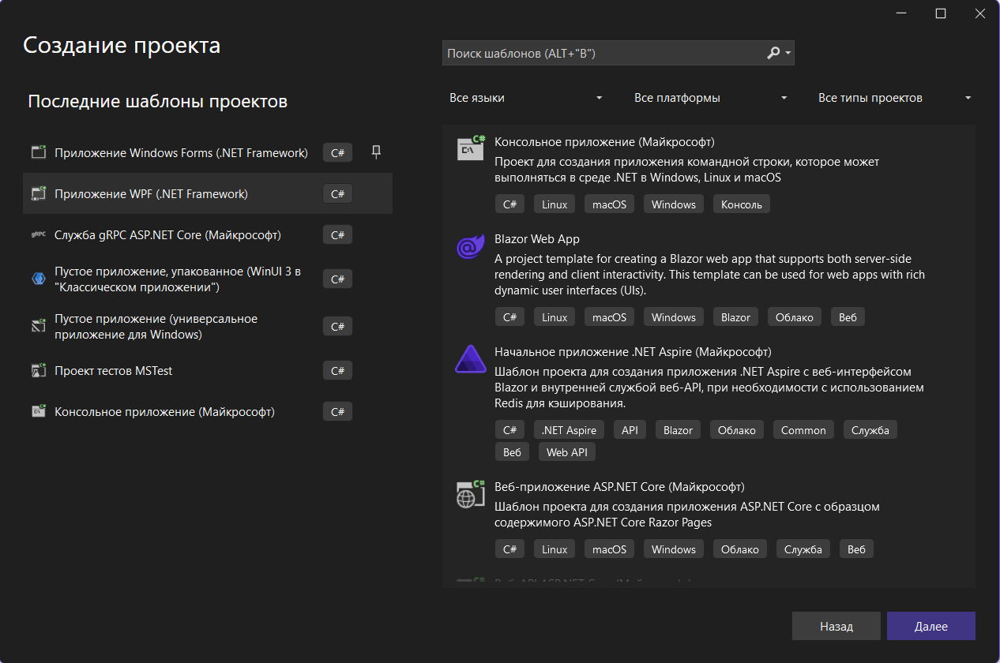 Создание проекта
Поиск шаблонов (ALT+"В")
Последние шаблоны проектов
Все языки
Все платформы
Все типы проектов
Приложение Windows Forms (.NET Framework)
C#
Приложение WPF (.NET Framework)
C#
gRPC
Служба gRPC ASP.NET Core (Майкрософт)
C#
Пустое приложение, упакованное (WinUI 3 в
"Классическом приложении")
C#
Пустое приложение (универсальное
приложение для Windows)
C#
Проект тестов MSTest
C#
Консольное приложение (Майкрософт)
C#
C#
C:\
Консольное приложение (Майкрософт)
Проект для создания приложения командной строки, которое может
выполняться в среде .NET в Windows, Linux и macOS
C# Linux macOS Windows Консоль
Blazor Web App
A project template for creating a Blazor web app that supports both server-side
rendering and client interactivity. This template can be used for web apps with rich
dynamic user interfaces (UIs).
C# Linux macOS Windows Blazor Облако Веб
Начальное приложение .NET Aspire (Майкрософт)
Шаблон проекта для создания приложения .NET Aspire с веб-интерфейсом
Blazor и внутренней службой веб-API, при необходимости с использованием
Redis для кэширования.
C# .NET Aspire API Blazor Облако Common Служба
Веб Web API
C#
Веб-приложение ASP.NET Core (Майкрософт)
Шаблон проекта для создания приложения ASP.NET Core с образцом
содержимого ASP.NET Core Razor Pages
C# Linux macOS Windows Облако Служба Веб
Назад
Далее